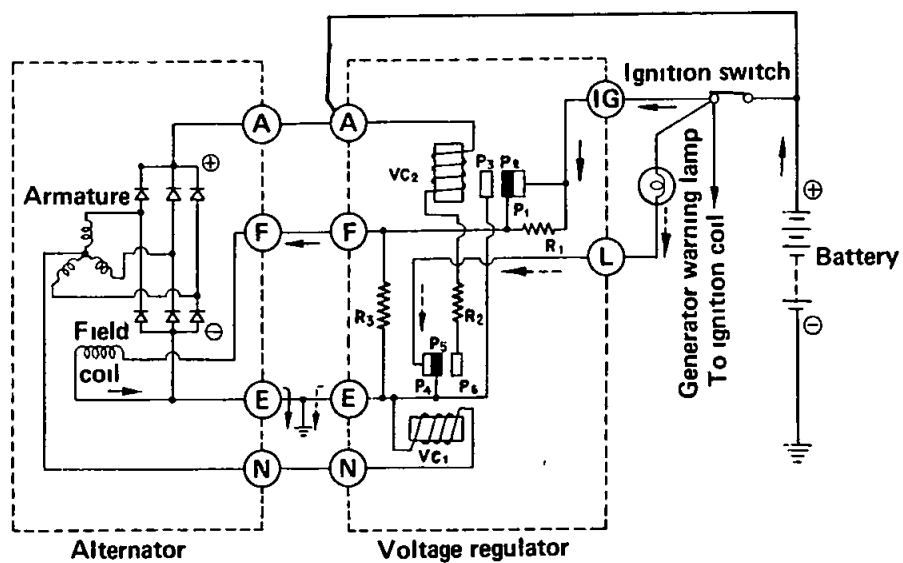 Ignition switch
IG
A
A
P3
P2
VC2
P1
R1
Armature
⊕
F
F
L
Generator warning lamp
To ignition coil
⊕
Battery
⊖
R3
R2
⊖
Field
coil
P5
P4
P6
E
E
VC1
N
N
Alternator
Voltage regulator